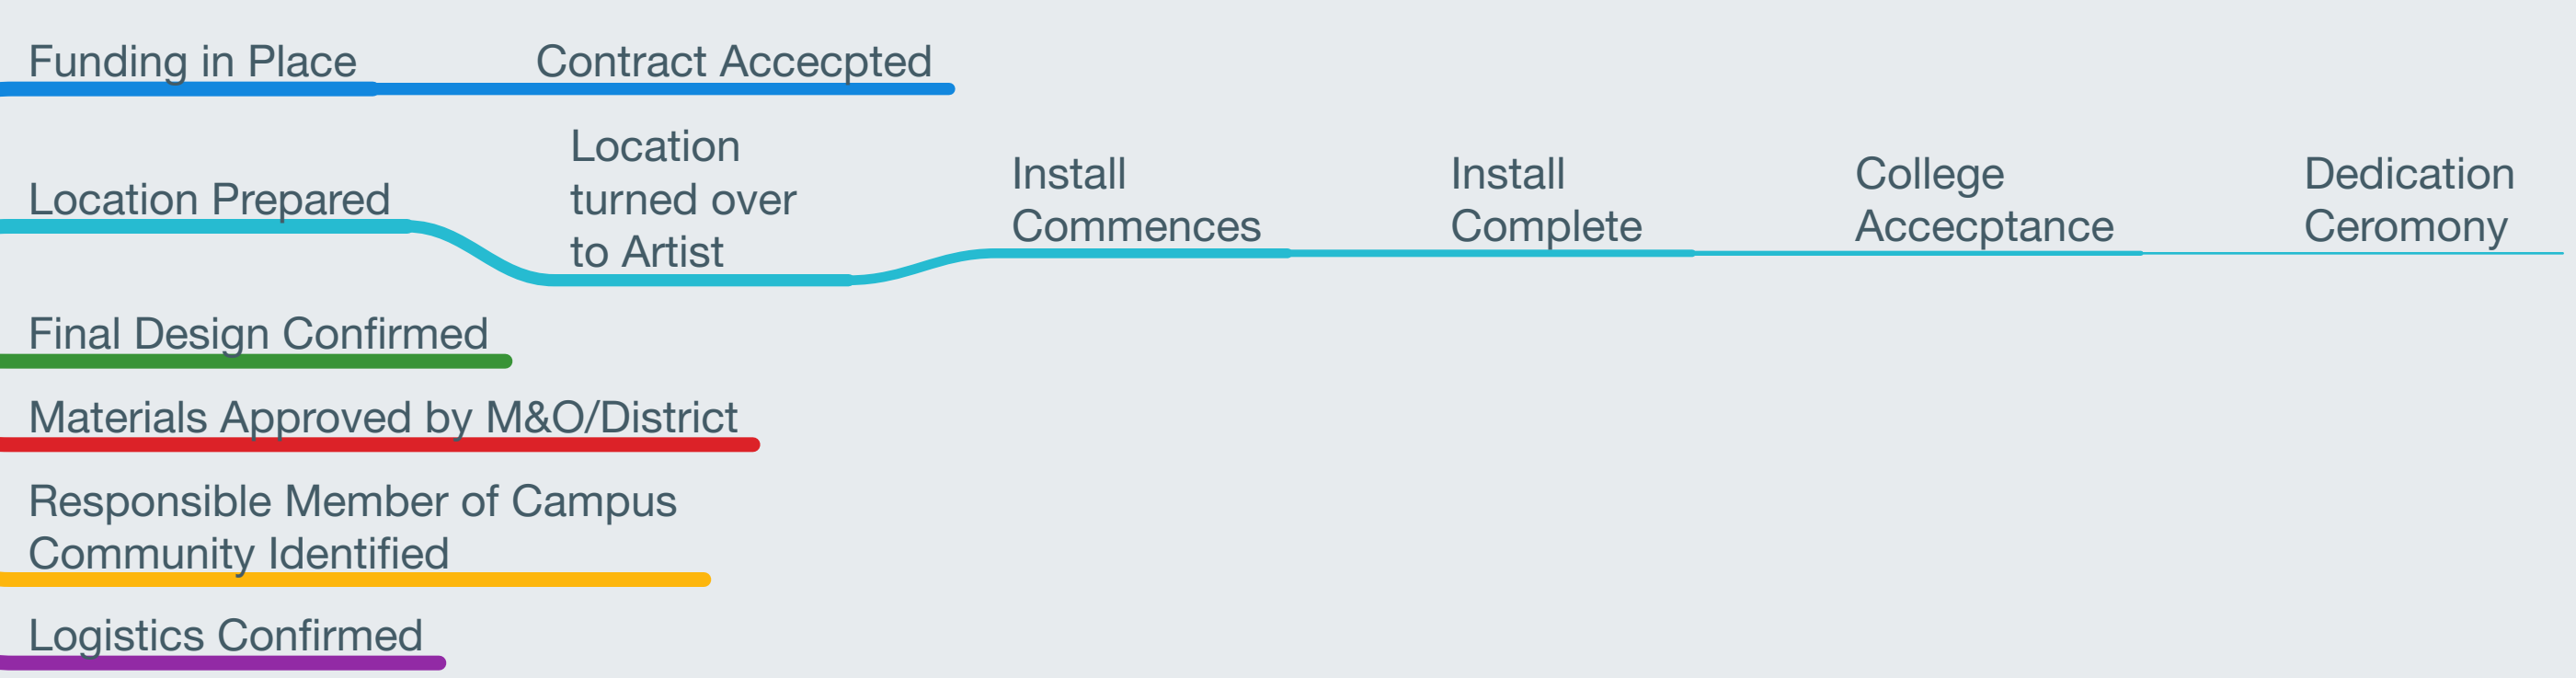 Funding in Place
Contract Accecpted
Location Prepared
Location
turned over
to Artist
Install
Commences
Install
Complete
College
Accecptance
Dedication
Ceromony
Final Design Confirmed
Materials Approved by M&O/District
Responsible Member of Campus
Community Identified
Logistics Confirmed